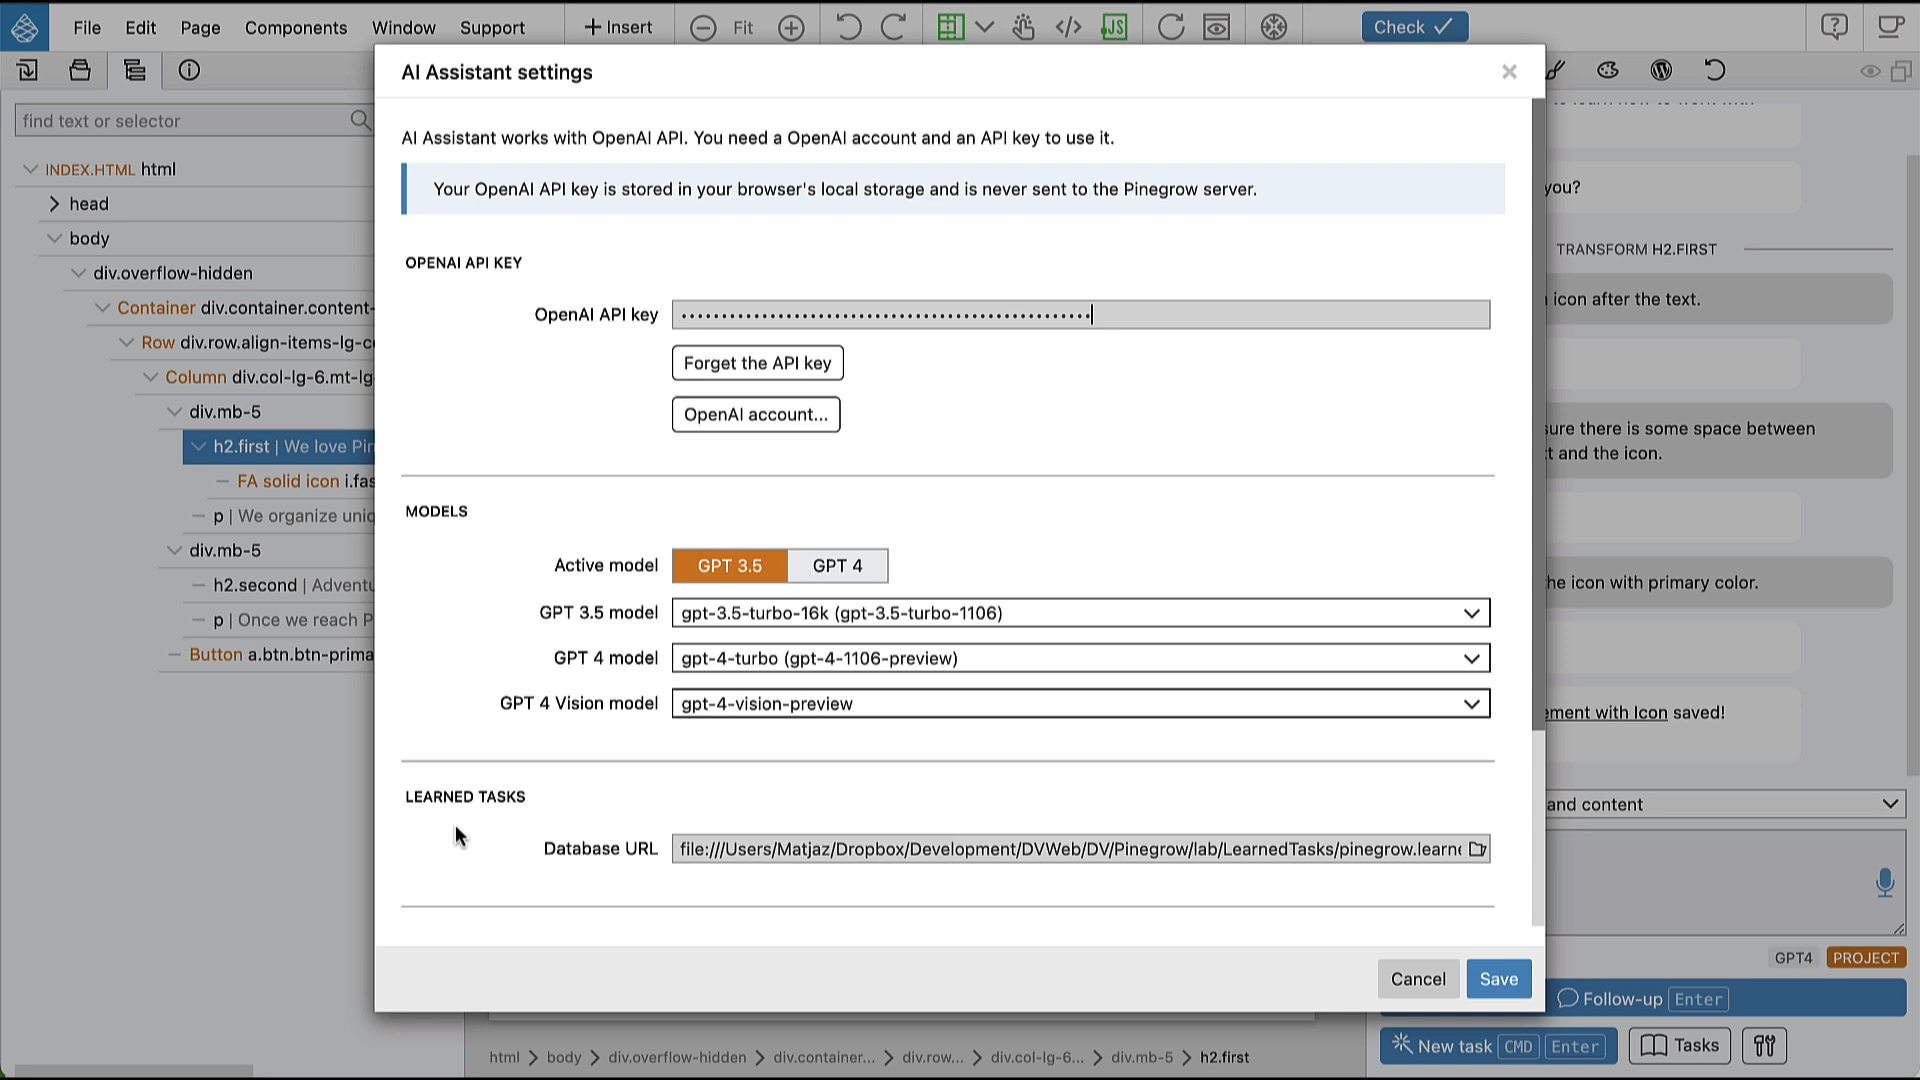 File Edit Page Components Window Support + Insert Fit JS Check
AI Assistant settings
find text or selector
AI Assistant works with OpenAI API. You need a OpenAI account and an API key to use it.
INDEX.HTML html
Your OpenAI API key is stored in your browser's local storage and is never sent to the Pinegrow server.
you?
head
body
TRANSFORM H2.FIRST
OPENAI API KEY
div.overflow-hidden
icon after the text.
Container div.container.content-
OpenAI API key
Row div.row.align-items-lg-c
Forget the API key
Column div.col-lg-6.mt-lg
div.mb-5
OpenAI account...
sure there is some space between
h2.first | We love Pin
and the icon.
FA solid icon i.fas
MODELS
p | We organize uniq
div.mb-5
Active model GPT 3.5 GPT 4
h2.second | Adventu
the icon with primary color.
GPT 3.5 model gpt-3.5-turbo-16k (gpt-3.5-turbo-1106)
p | Once we reach P
Button a.btn.btn-prima
GPT 4 model gpt-4-turbo (gpt-4-1106-preview)
GPT 4 Vision model gpt-4-vision-preview
ement with Icon saved!
LEARNED TASKS
and content
Database URL file:///Users/Matjaz/Dropbox/Development/DVWeb/DV/Pinegrow/lab/LearnedTasks/pinegrow.learne
GPT4 PROJECT
Cancel Save
Follow-up Enter
New task CMD Enter Tasks
html > body > div.overflow-hidden > div.container... > div.row... > div.col-lg-6... > div.mb-5 > h2.first